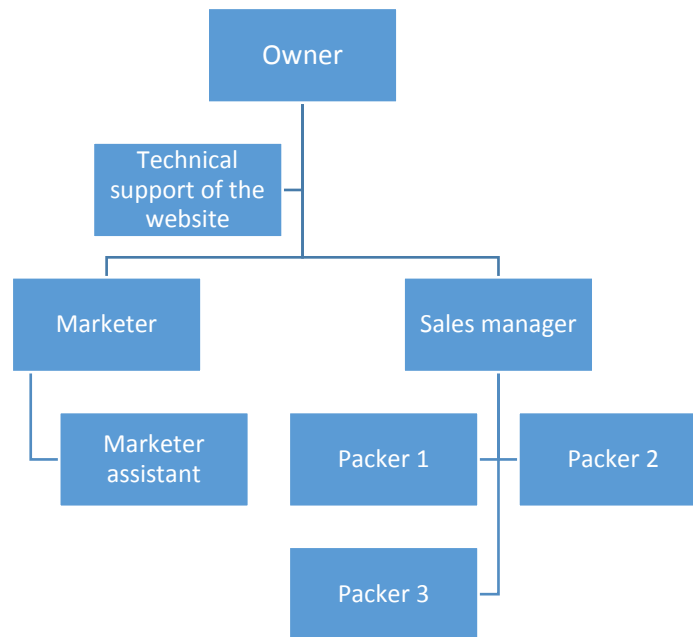 Owner
Technical
support of the
website
Marketer
Sales manager
Marketer
assistant
Packer 1
Packer 2
Packer 3